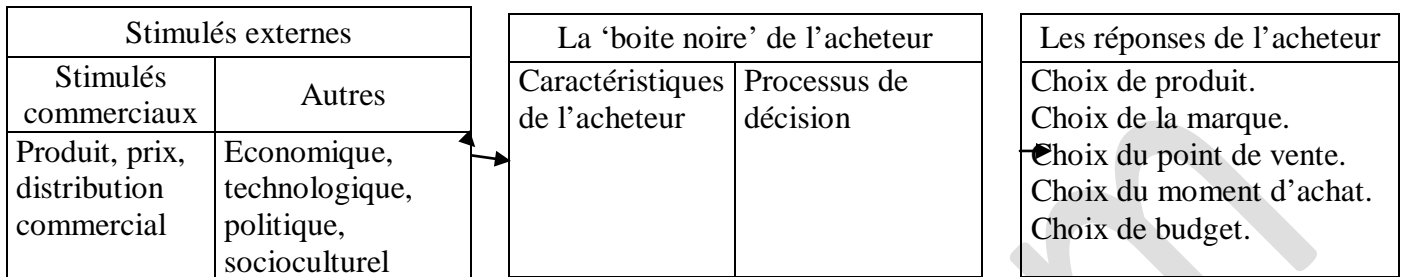 Stimulés externes
Stimulés
commerciaux
Autres
Produit, prix,
distribution
commercial
Economique,
technologique,
politique,
socioculturel
La ‘boite noire’ de l’acheteur
Caractéristiques
de l’acheteur
Processus de
décision
Les réponses de l’acheteur
Choix de produit.
Choix de la marque.
Choix du point de vente.
Choix du moment d’achat.
Choix de budget.